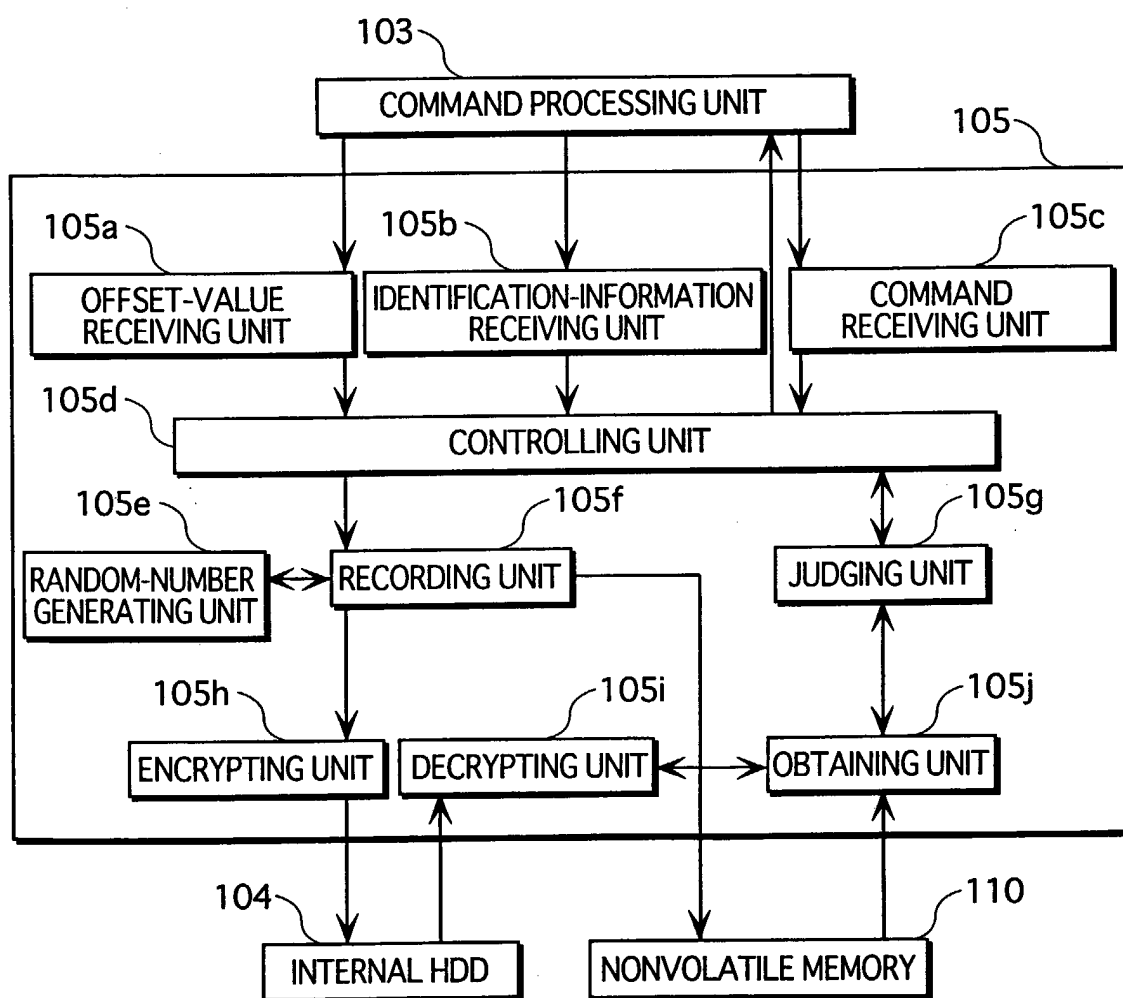 103
COMMAND PROCESSING UNIT
105
105a
105b
105c
OFFSET-VALUE
RECEIVING UNIT
IDENTIFICATION-INFORMATION
RECEIVING UNIT
COMMAND
RECEIVING UNIT
105d
CONTROLLING UNIT
105e
105f
105g
RANDOM-NUMBER
GENERATING UNIT
RECORDING UNIT
JUDGING UNIT
105h
105i
105j
ENCRYPTING UNIT
DECRYPTING UNIT
OBTAINING UNIT
104
110
INTERNAL HDD
NONVOLATILE MEMORY